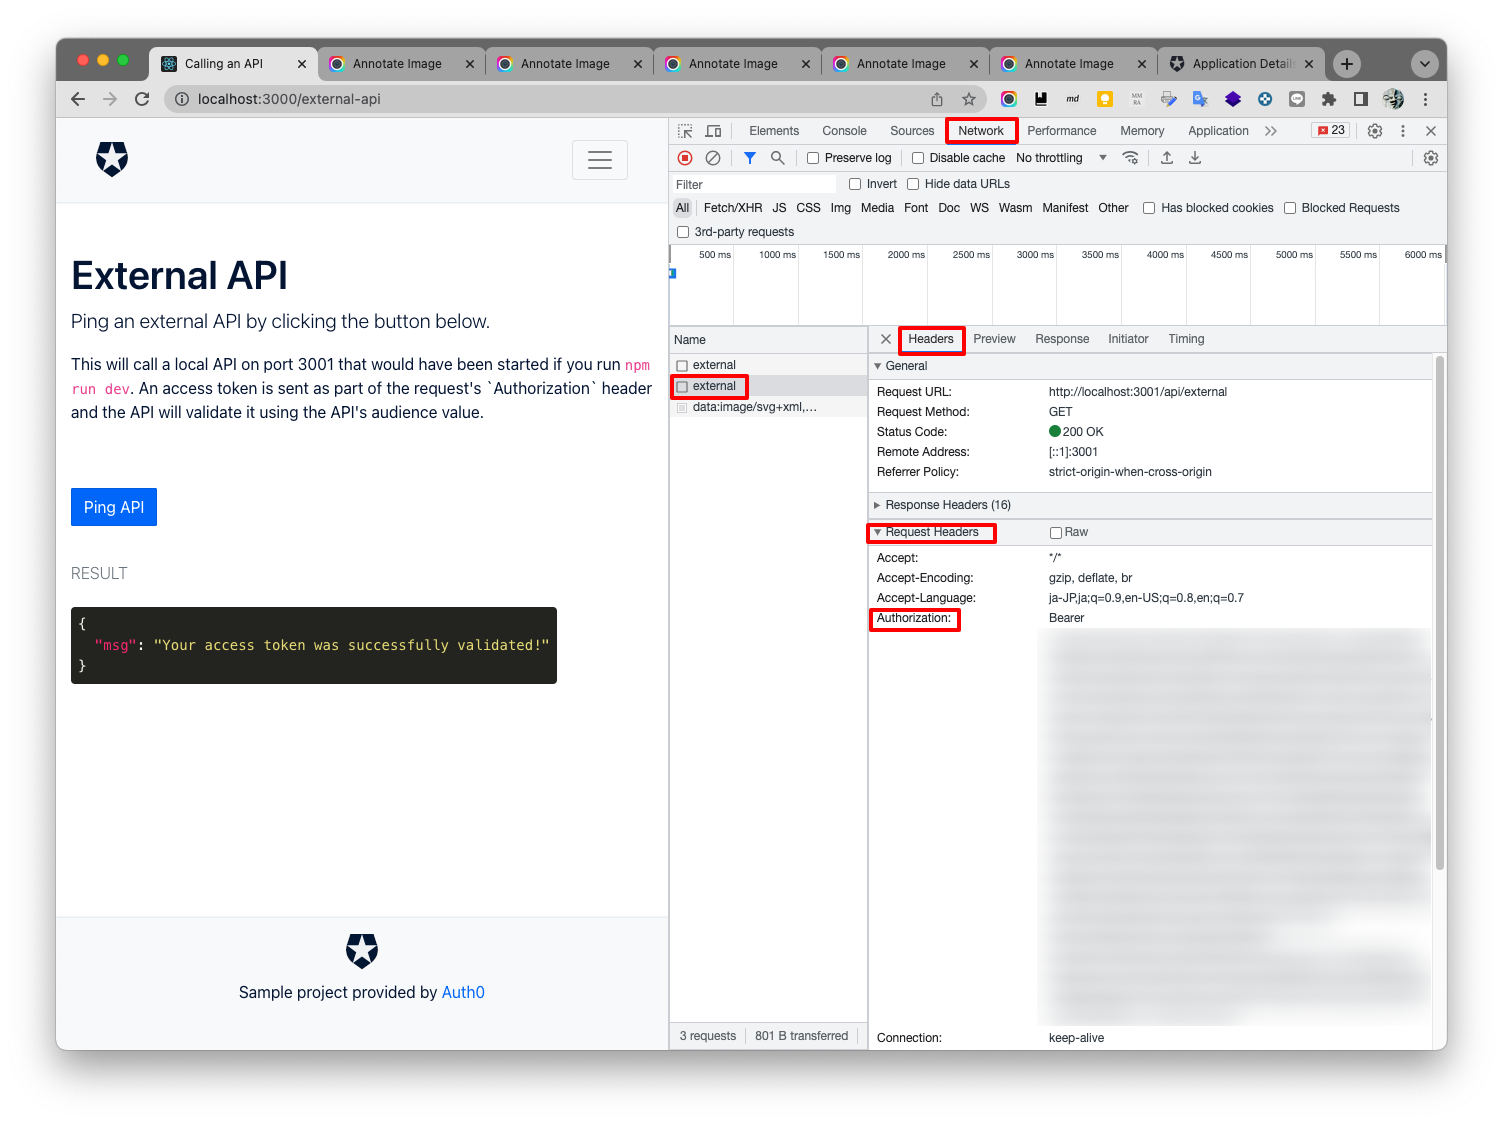 Calling an API
Annotate Image
Annotate Image
Annotate Image
Annotate Image
Annotate Image
Application Details
localhost:3000/external-api
md
MM
RA
Elements Console Sources Network Performance Memory Application 23
Preserve log Disable cache No throttling
Filter Invert Hide data URLs
All Fetch/XHR JS CSS Img Media Font Doc WS Wasm Manifest Other Has blocked cookies Blocked Requests
3rd-party requests
500 ms 1000 ms 1500 ms 2000 ms 2500 ms 3000 ms 3500 ms 4000 ms 4500 ms 5000 ms 5500 ms 6000 ms
External API
Ping an external API by clicking the button below.
This will call a local API on port 3001 that would have been started if you run npm
run dev. An access token is sent as part of the request's `Authorization` header
and the API will validate it using the API's audience value.
Ping API
RESULT
{
"msg": "Your access token was successfully validated!"
}
Sample project provided by Auth0
Name
external
external
data:image/svg+xml,…
3 requests 801 B transferred
Headers Preview Response Initiator Timing
General
Request URL: http://localhost:3001/api/external
Request Method: GET
Status Code: 200 OK
Remote Address: [::1]:3001
Referrer Policy: strict-origin-when-cross-origin
Response Headers (16)
Request Headers Raw
Accept: */*
Accept-Encoding: gzip, deflate, br
Accept-Language: ja-JP,ja;q=0.9,en-US;q=0.8,en;q=0.7
Authorization: Bearer
Connection: keep-alive